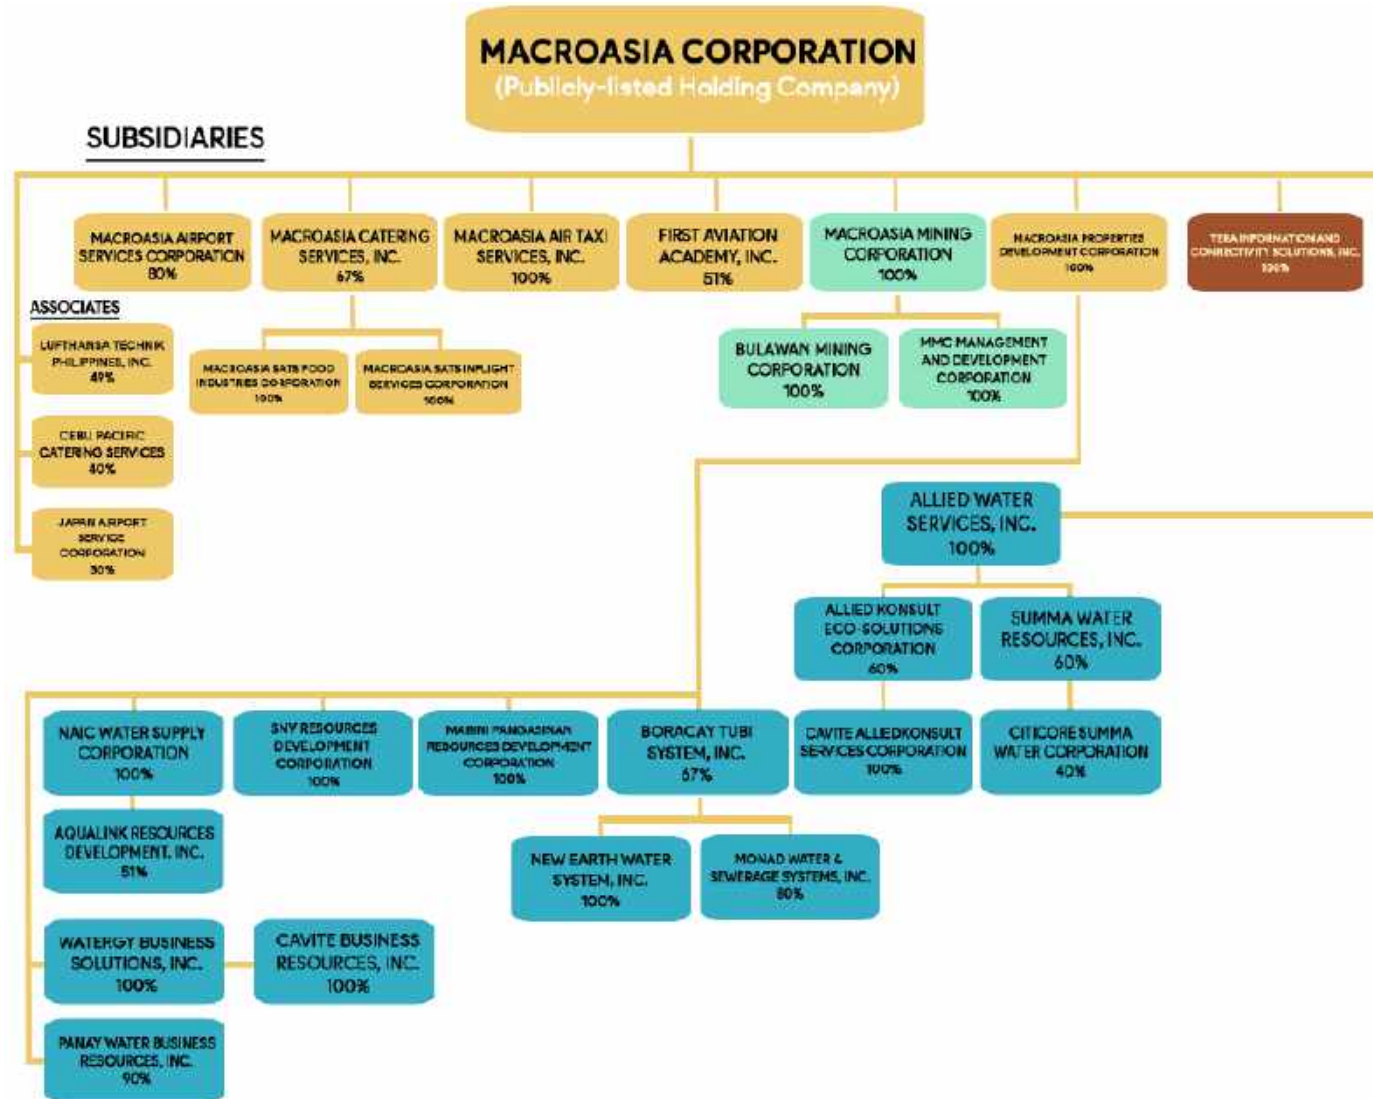 MACROASIA CORPORATION
(Publicly-listed Holding Company)
SUBSIDIARIES
MACROASIA AIRPORT
SERVICES CORPORATION
80%
MACROASIA CATERING
SERVICES, INC.
67%
MACROASIA AIR TAXI
SERVICES, INC.
100%
FIRST AVIATION
ACADEMY, INC.
51%
MACROASIA MINING
CORPORATION
100%
MACROASIA PROPERTIES
DEVELOPMENT CORPORATION
100%
TERA INFORMATION AND
CONNECTIVITY SOLUTIONS, INC.
100%
ASSOCIATES
LUFTHANSA TECHNIK
PHILIPPINES, INC.
49%
CEBU PACIFIC
CATERING SERVICES
40%
JAPAN AIRPORT
SERVICE
CORPORATION
30%
MACROASIA SATS FOOD
INDUSTRIES CORPORATION
100%
MACROASIA SATS INFLIGHT
SERVICES CORPORATION
100%
BULAWAN MINING
CORPORATION
100%
MMC MANAGEMENT
AND DEVELOPMENT
CORPORATION
100%
ALLIED WATER
SERVICES, INC.
100%
ALLIED KONSULT
ECO-SOLUTIONS
CORPORATION
60%
SUMMA WATER
RESOURCES, INC.
60%
NAIC WATER SUPPLY
CORPORATION
100%
SNV RESOURCES
DEVELOPMENT
CORPORATION
100%
MABINI PANGASINAN
RESOURCES DEVELOPMENT
CORPORATION
100%
BORACAY TUBI
SYSTEM, INC.
67%
CAVITE ALLIEDKONSULT
SERVICES CORPORATION
100%
CITICORE SUMMA
WATER CORPORATION
40%
AQUALINK RESOURCES
DEVELOPMENT, INC.
51%
NEW EARTH WATER
SYSTEM, INC.
100%
MONAD WATER &
SEWERAGE SYSTEMS, INC.
80%
WATERGY BUSINESS
SOLUTIONS, INC.
100%
CAVITE BUSINESS
RESOURCES, INC.
100%
PANAY WATER BUSINESS
RESOURCES, INC.
90%